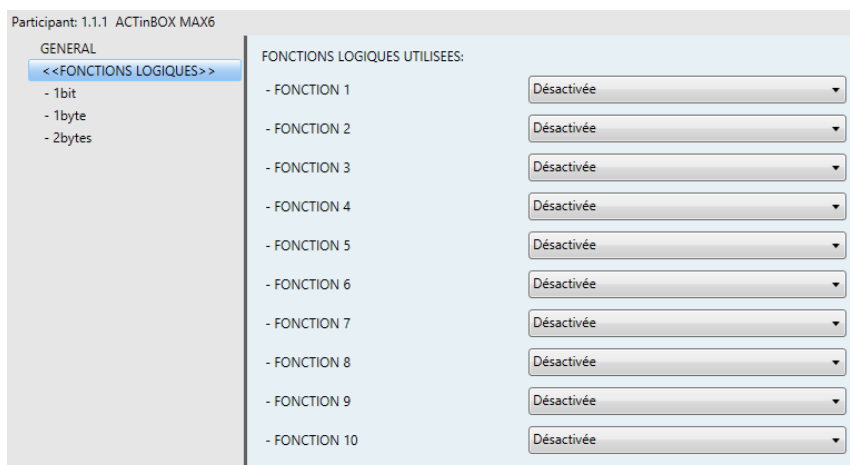 Participant: 1.1.1 ACTinBOX MAX6
GENERAL
<<FONCTIONS LOGIQUES>>
- 1bit
- 1byte
- 2bytes
FONCTIONS LOGIQUES UTILISEES:
- FONCTION 1 Désactivée
- FONCTION 2 Désactivée
- FONCTION 3 Désactivée
- FONCTION 4 Désactivée
- FONCTION 5 Désactivée
- FONCTION 6 Désactivée
- FONCTION 7 Désactivée
- FONCTION 8 Désactivée
- FONCTION 9 Désactivée
- FONCTION 10 Désactivée